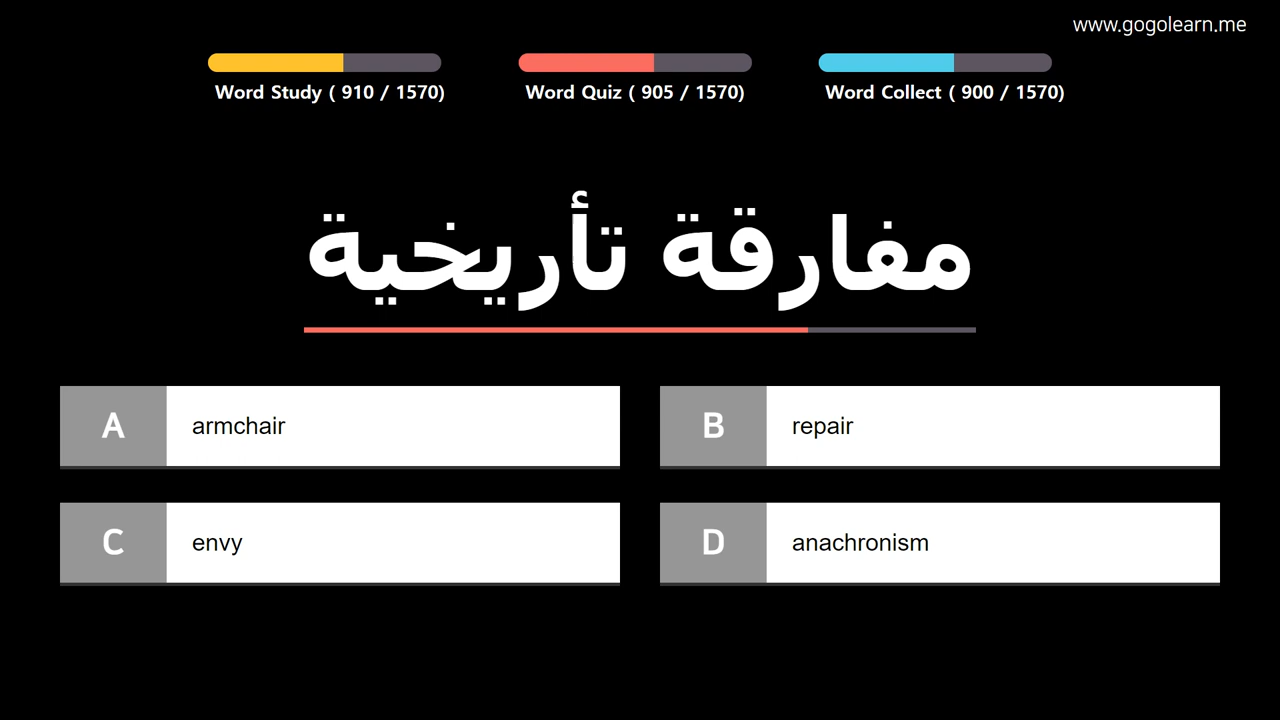 www.gogolearn.me
Word Study ( 910 / 1570)
Word Quiz ( 905 / 1570)
Word Collect ( 900 / 1570)
مفارقة تأريخية
A armchair
B repair
C envy
D anachronism